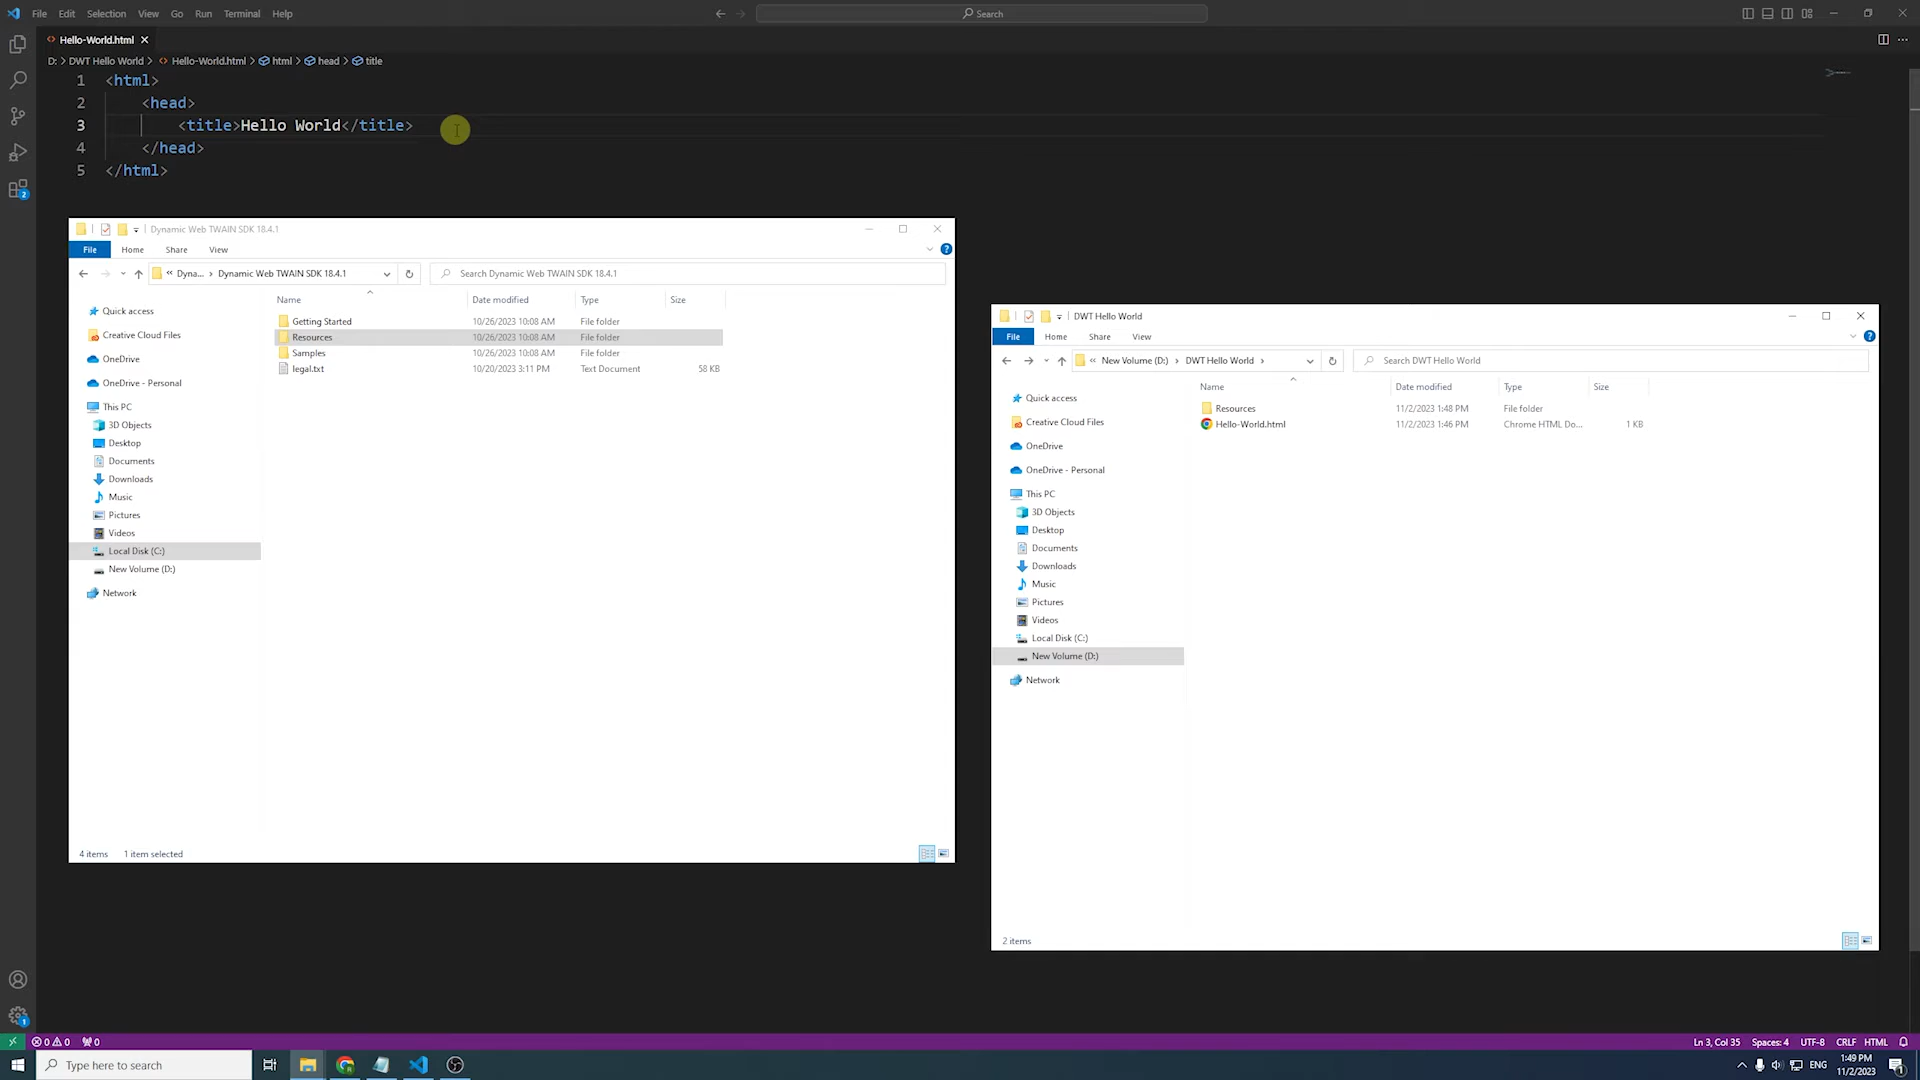 File Edit Selection View Go Run Terminal Help
Search
Hello-World.html
D: > DWT Hello World > Hello-World.html > html > head > title
1 <html>
2 <head>
3 <title>Hello World</title>
4 </head>
5 </html>
2
Dynamic Web TWAIN SDK 18.4.1
File Home Share View
« Dyna... > Dynamic Web TWAIN SDK 18.4.1
Search Dynamic Web TWAIN SDK 18.4.1
Name Date modified Type Size
Getting Started 10/26/2023 10:08 AM File folder
Resources 10/26/2023 10:08 AM File folder
Samples 10/26/2023 10:08 AM File folder
legal.txt 10/20/2023 3:11 PM Text Document 58 KB
Quick access
Creative Cloud Files
OneDrive
OneDrive - Personal
This PC
3D Objects
Desktop
Documents
Downloads
Music
Pictures
Videos
Local Disk (C:)
New Volume (D:)
Network
4 items 1 item selected
DWT Hello World
File Home Share View
« New Volume (D:) > DWT Hello World >
Search DWT Hello World
Name Date modified Type Size
Resources 11/2/2023 1:48 PM File folder
Hello-World.html 11/2/2023 1:46 PM Chrome HTML Do... 1 KB
Quick access
Creative Cloud Files
OneDrive
OneDrive - Personal
This PC
3D Objects
Desktop
Documents
Downloads
Music
Pictures
Videos
Local Disk (C:)
New Volume (D:)
Network
2 items
1
0 0 0
Ln 3, Col 35 Spaces: 4 UTF-8 CRLF HTML
Type here to search
ENG
1:49 PM
11/2/2023
1